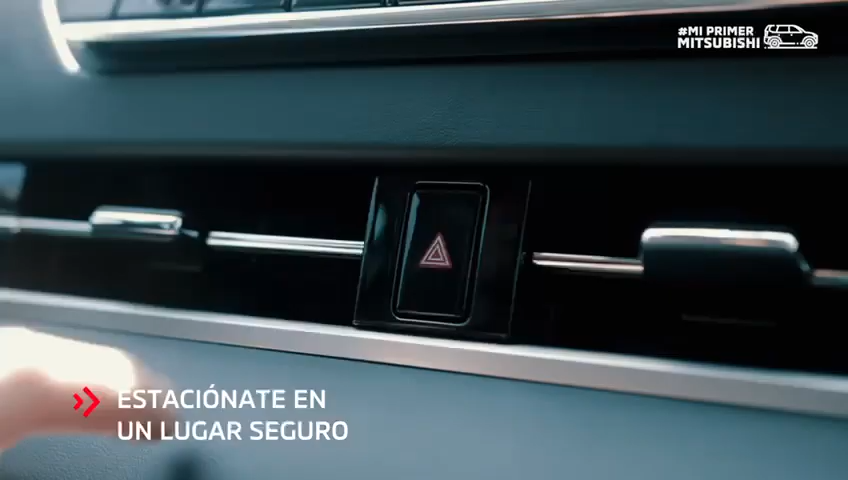 #MI PRIMER
MITSUBISHI
ESTACIÓNATE EN
UN LUGAR SEGURO